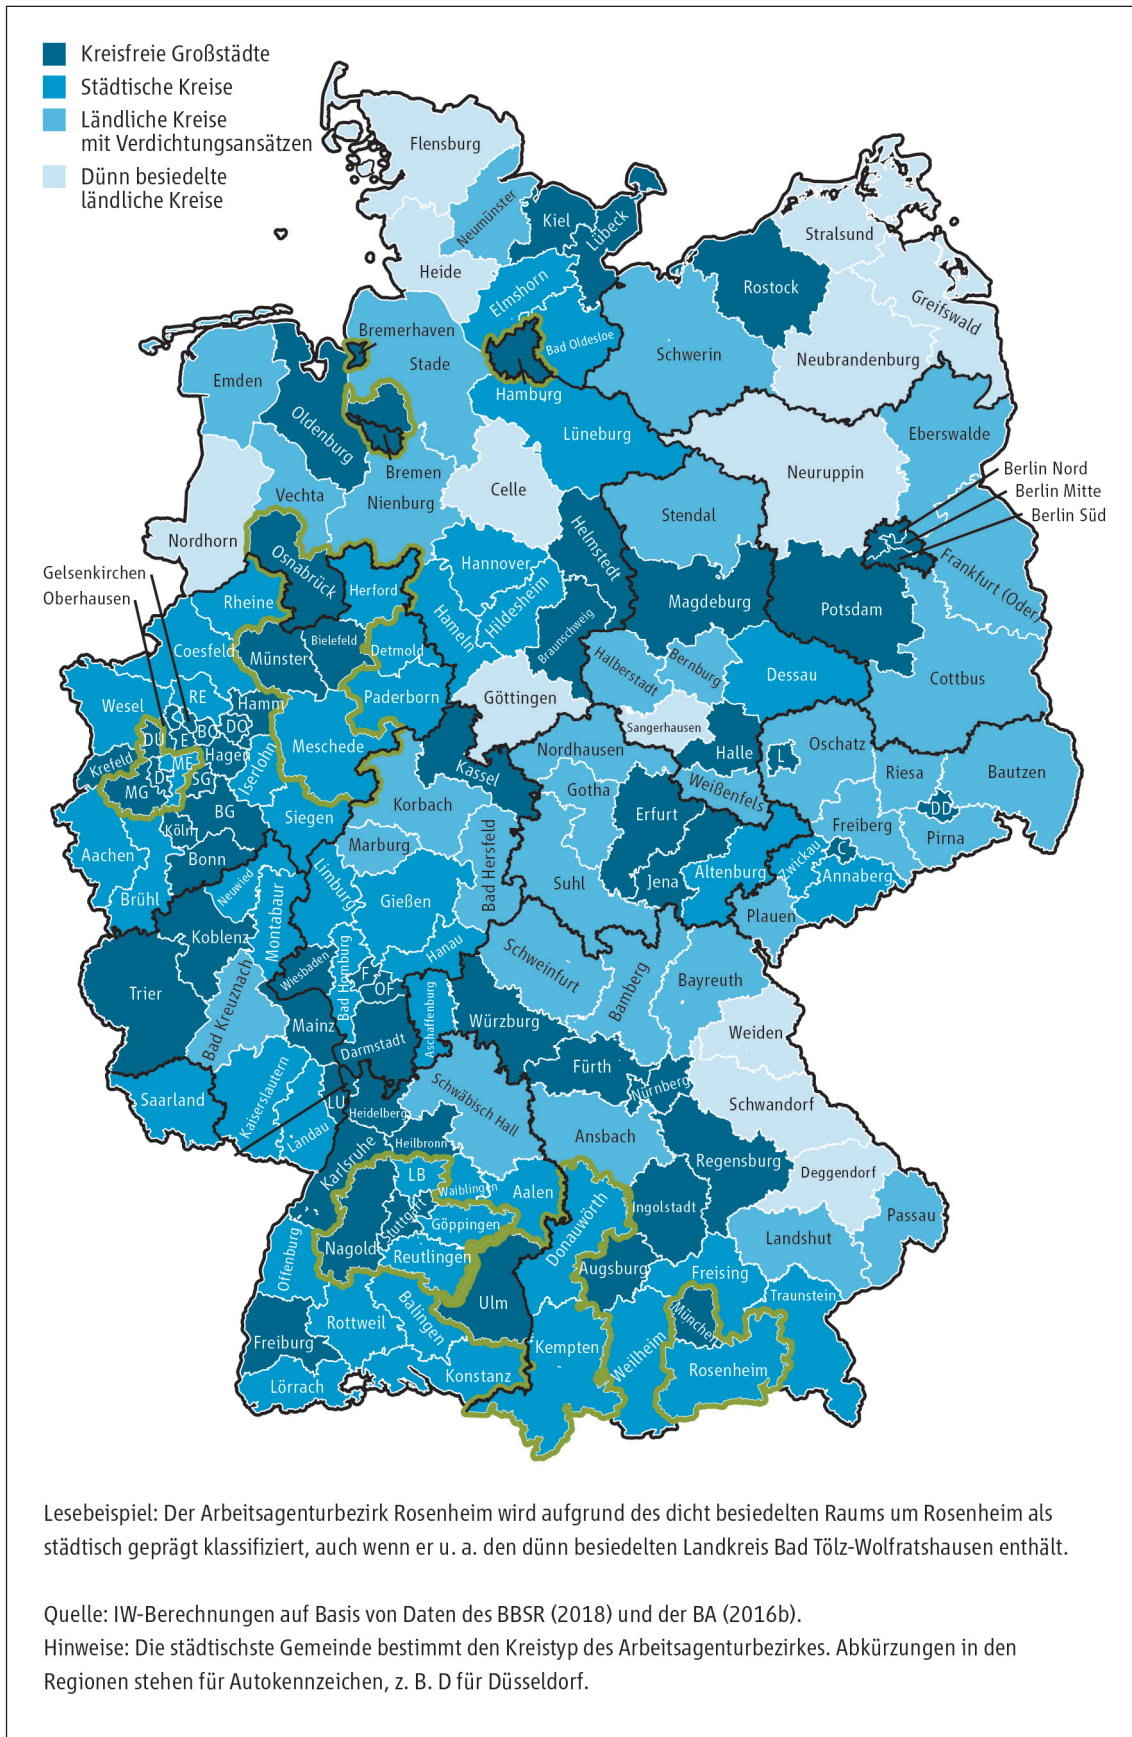 Kreisfreie Großstädte
Städtische Kreise
Ländliche Kreise
mit Verdichtungsansätzen
Dünn besiedelte
ländliche Kreise
Flensburg
Neumünster
Kiel
Lübeck
Heide
Elmshorn
Bad Oldesloe
Hamburg
Stralsund
Rostock
Greifswald
Schwerin
Neubrandenburg
Bremerhaven
Stade
Emden
Oldenburg
Lüneburg
Eberswalde
Bremen
Neuruppin
Vechta
Nienburg
Celle
Stendal
Berlin Nord
Berlin Mitte
Berlin Süd
Nordhorn
Osnabrück
Hannover
Helmstedt
Gelsenkirchen
Oberhausen
Rheine
Herford
Hildesheim
Hameln
Braunschweig
Magdeburg
Potsdam
Frankfurt (Oder)
Coesfeld
Münster
Bielefeld
Detmold
Halberstadt
Bernburg
Dessau
Cottbus
Wesel
RE
Hamm
Paderborn
Göttingen
Sangerhausen
DU
E
BO
DO
Hagen
Meschede
Nordhausen
Halle
L
Oschatz
Krefeld
ME
D
SG
MG
Iserlohn
Kassel
Korbach
Gotha
Weißenfels
Riesa
Bautzen
DD
BG
Köln
Siegen
Marburg
Bad Hersfeld
Erfurt
Freiberg
Pirna
Aachen
Bonn
Brühl
Neuwied
Montabaur
Limburg
Gießen
Suhl
Jena
Altenburg
Zwickau
C
Annaberg
Plauen
Koblenz
Wiesbaden
Bad Homburg
F
OF
Hanau
Schweinfurt
Bamberg
Bayreuth
Trier
Bad Kreuznach
Mainz
Darmstadt
Aschaffenburg
Würzburg
Weiden
Fürth
Nürnberg
Schwandorf
Saarland
Kaiserslautern
Landau
LU
Heidelberg
Schwäbisch Hall
Ansbach
Regensburg
Deggendorf
Karlsruhe
Heilbronn
LB
Waiblingen
Aalen
Donauwörth
Ingolstadt
Passau
Landshut
Stuttgart
Göppingen
Nagold
Reutlingen
Offenburg
Augsburg
Freising
Traunstein
Ulm
München
Balingen
Rottweil
Freiburg
Kempten
Weilheim
Rosenheim
Konstanz
Lörrach
Lesebeispiel: Der Arbeitsagenturbezirk Rosenheim wird aufgrund des dicht besiedelten Raums um Rosenheim als
städtisch geprägt klassifiziert, auch wenn er u. a. den dünn besiedelten Landkreis Bad Tölz-Wolfratshausen enthält.
Quelle: IW-Berechnungen auf Basis von Daten des BBSR (2018) und der BA (2016b).
Hinweise: Die städtischste Gemeinde bestimmt den Kreistyp des Arbeitsagenturbezirkes. Abkürzungen in den
Regionen stehen für Autokennzeichen, z. B. D für Düsseldorf.